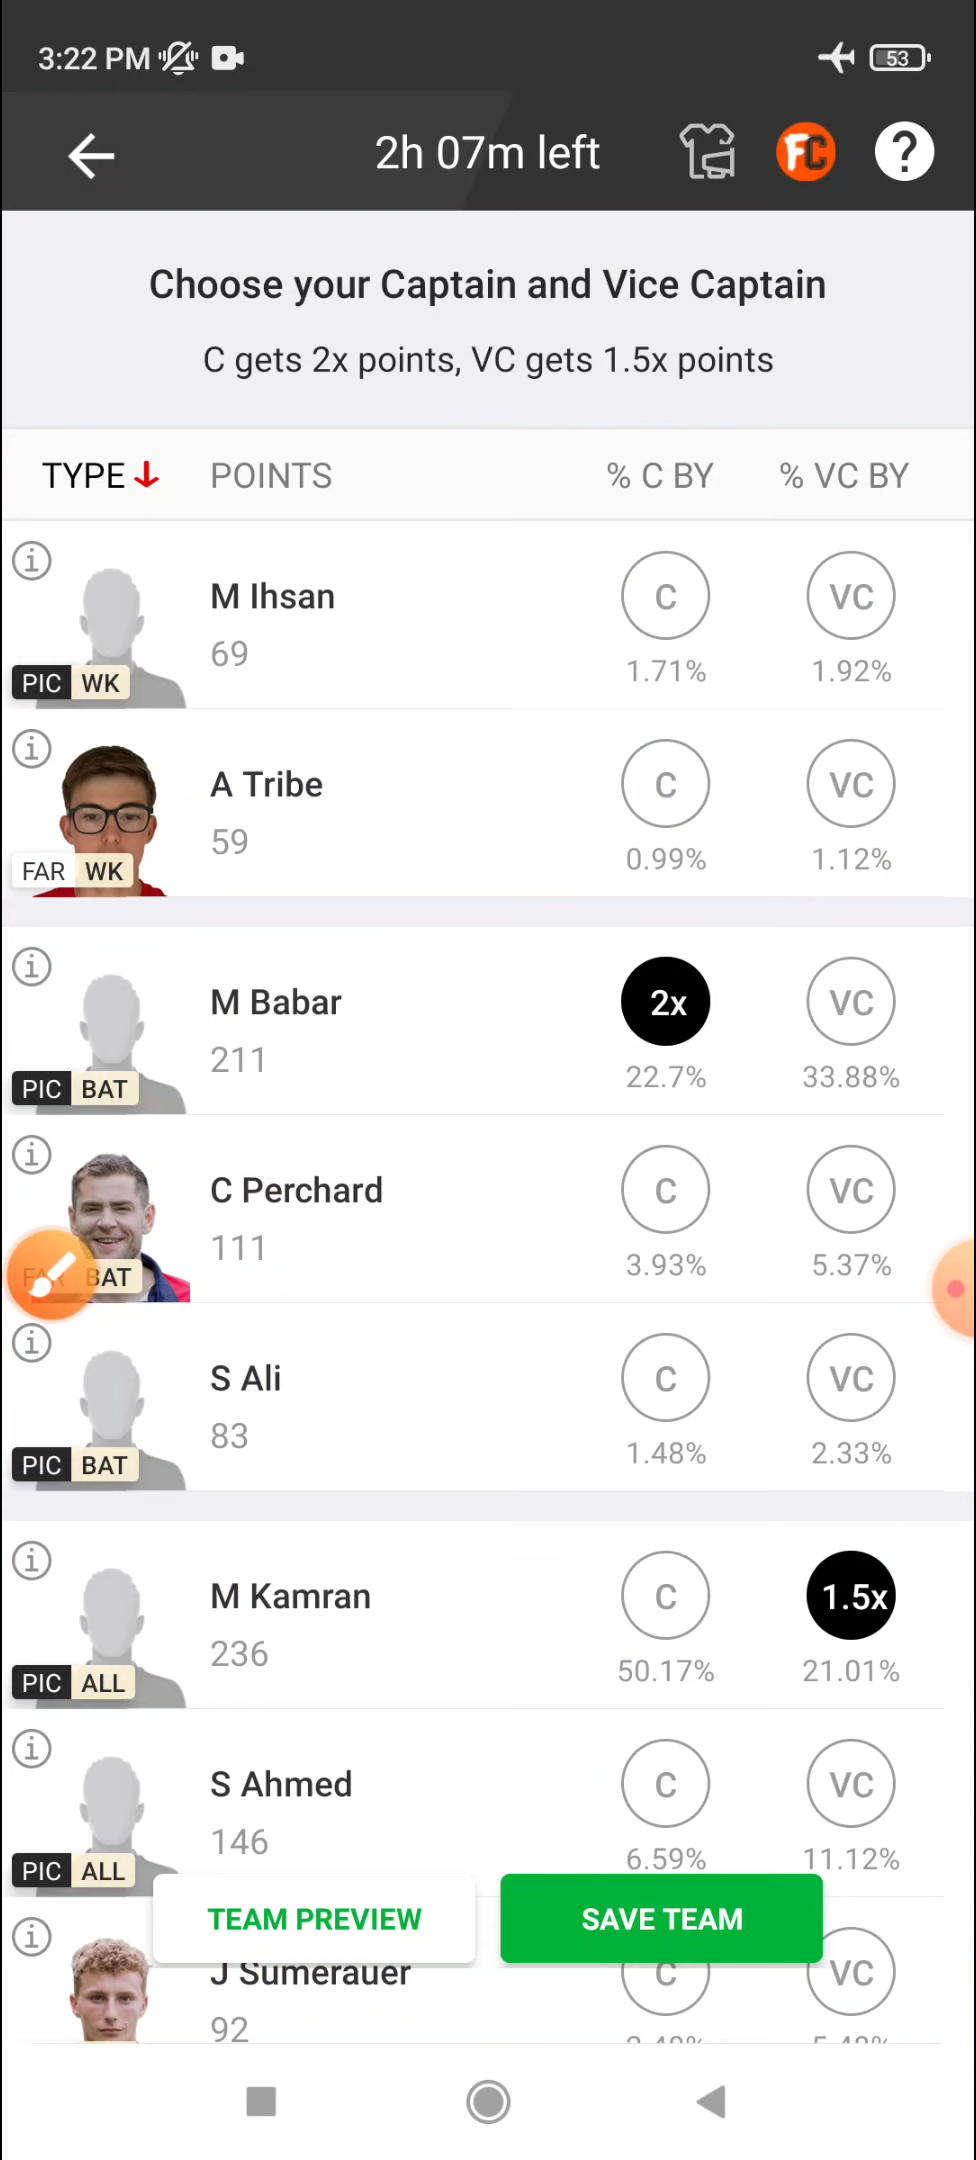 3:22 PM
53
2h 07m left
FC
?
Choose your Captain and Vice Captain
C gets 2x points, VC gets 1.5x points
TYPE POINTS % C BY % VC BY
M Ihsan
69
PIC WK
C
1.71%
VC
1.92%
A Tribe
59
FAR WK
C
0.99%
VC
1.12%
M Babar
211
PIC BAT
2x
22.7%
VC
33.88%
C Perchard
111
FAR BAT
C
3.93%
VC
5.37%
S Ali
83
PIC BAT
C
1.48%
VC
2.33%
M Kamran
236
PIC ALL
C
50.17%
1.5x
21.01%
S Ahmed
146
PIC ALL
C
6.59%
VC
11.12%
TEAM PREVIEW
SAVE TEAM
J Sumerauer
92
C
VC